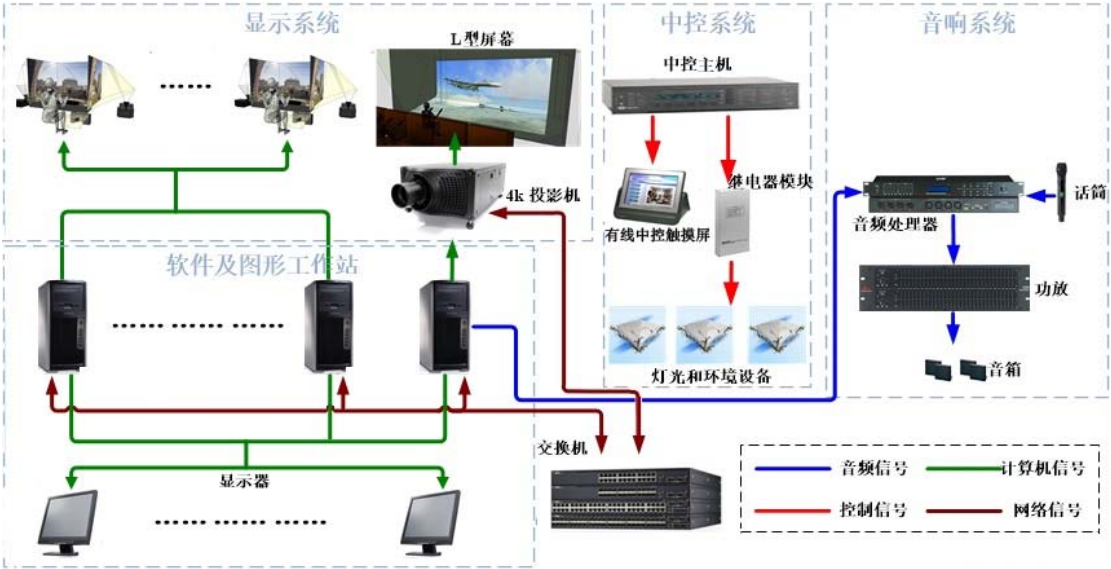 显示系统
中控系统
音响系统
L型屏幕
中控主机
4k 投影机
继电器模块
有线中控触摸屏
话筒
音频处理器
软件及图形工作站
功放
灯光和环境设备
音箱
交换机
显示器
音频信号
计算机信号
控制信号
网络信号